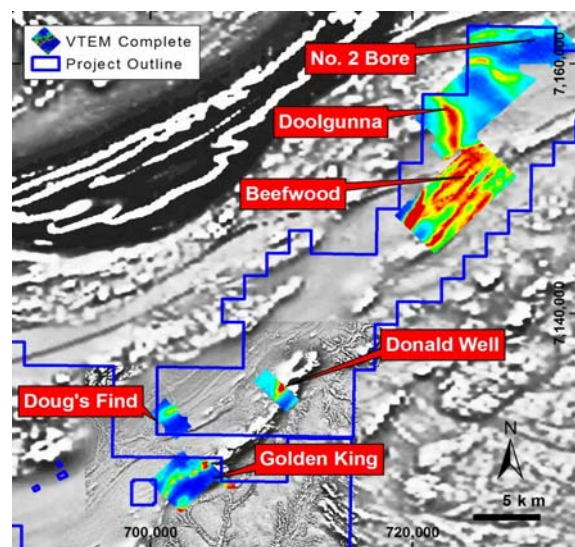 VTEM Complete
Project Outline
No. 2 Bore
7,160,000
Doolgunna
Beefwood
7,140,000
Donald Well
Doug's Find
Golden King
N
5 km
700,000
720,000